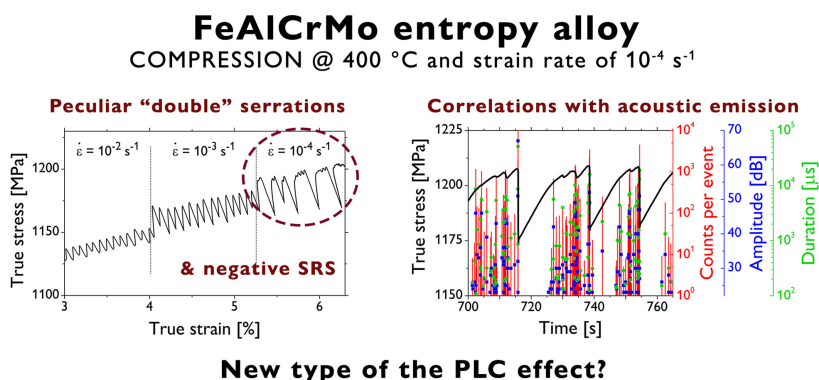 FeAlCrMo entropy alloy
COMPRESSION @ 400 °C and strain rate of 10⁻⁴ s⁻¹
Peculiar “double” serrations
Correlations with acoustic emission
ε̇ = 10⁻² s⁻¹
ε̇ = 10⁻³ s⁻¹
ε̇ = 10⁻⁴ s⁻¹
& negative SRS
True stress [MPa]
1200
1150
1100
3
4
5
6
True strain [%]
True stress [MPa]
1225
1200
1175
1150
700
720
740
760
Time [s]
Counts per event
10⁴
10³
10²
10¹
10⁰
Amplitude [dB]
70
60
50
40
30
Duration [µs]
10⁵
10⁴
10³
10²
New type of the PLC effect?